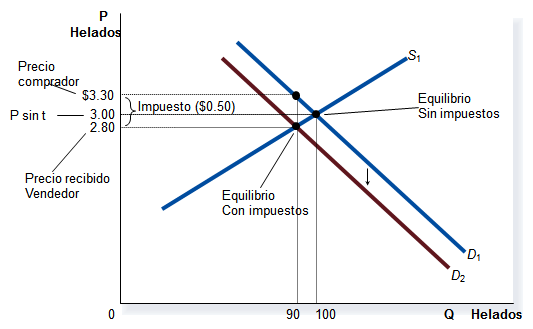 P
Helados
S1
Precio
comprador
$3.30
Impuesto ($0.50)
Equilibrio
Sin impuestos
P sin t
3.00
2.80
Precio recibido
Vendedor
Equilibrio
Con impuestos
D1
D2
0
90
100
Q Helados